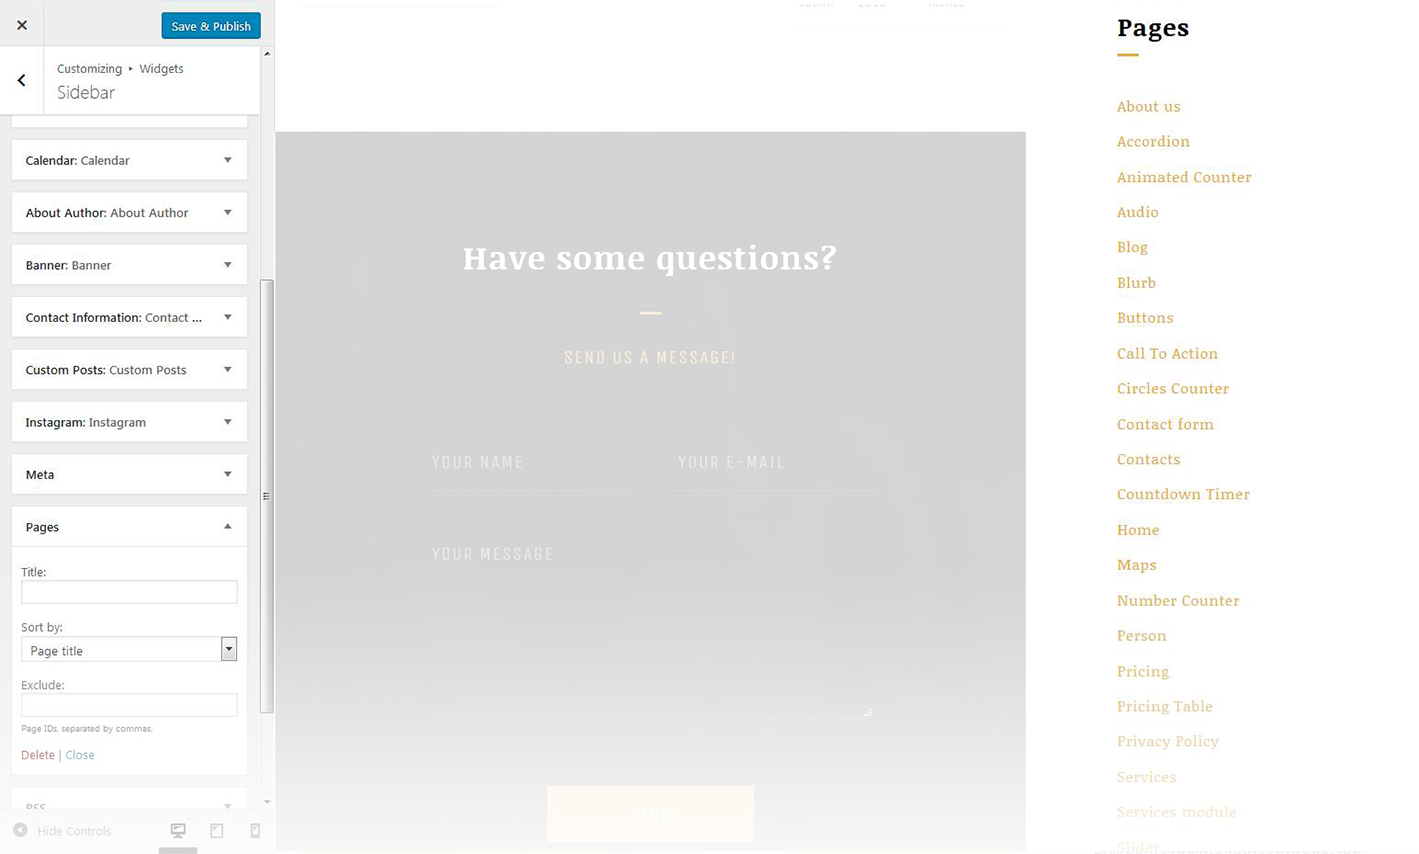 Save & Publish
Customizing ▸ Widgets
Sidebar
Calendar: Calendar
About Author: About Author
Banner: Banner
Contact Information: Contact ...
Custom Posts: Custom Posts
Instagram: Instagram
Meta
Pages
Title:
Sort by:
Page title
Exclude:
Page IDs, separated by commas.
Delete | Close
RSS
Hide Controls
Have some questions?
SEND US A MESSAGE!
YOUR NAME
YOUR E-MAIL
YOUR MESSAGE
SEND
Pages
About us
Accordion
Animated Counter
Audio
Blog
Blurb
Buttons
Call To Action
Circles Counter
Contact form
Contacts
Countdown Timer
Home
Maps
Number Counter
Person
Pricing
Pricing Table
Privacy Policy
Services
Services module
Slider